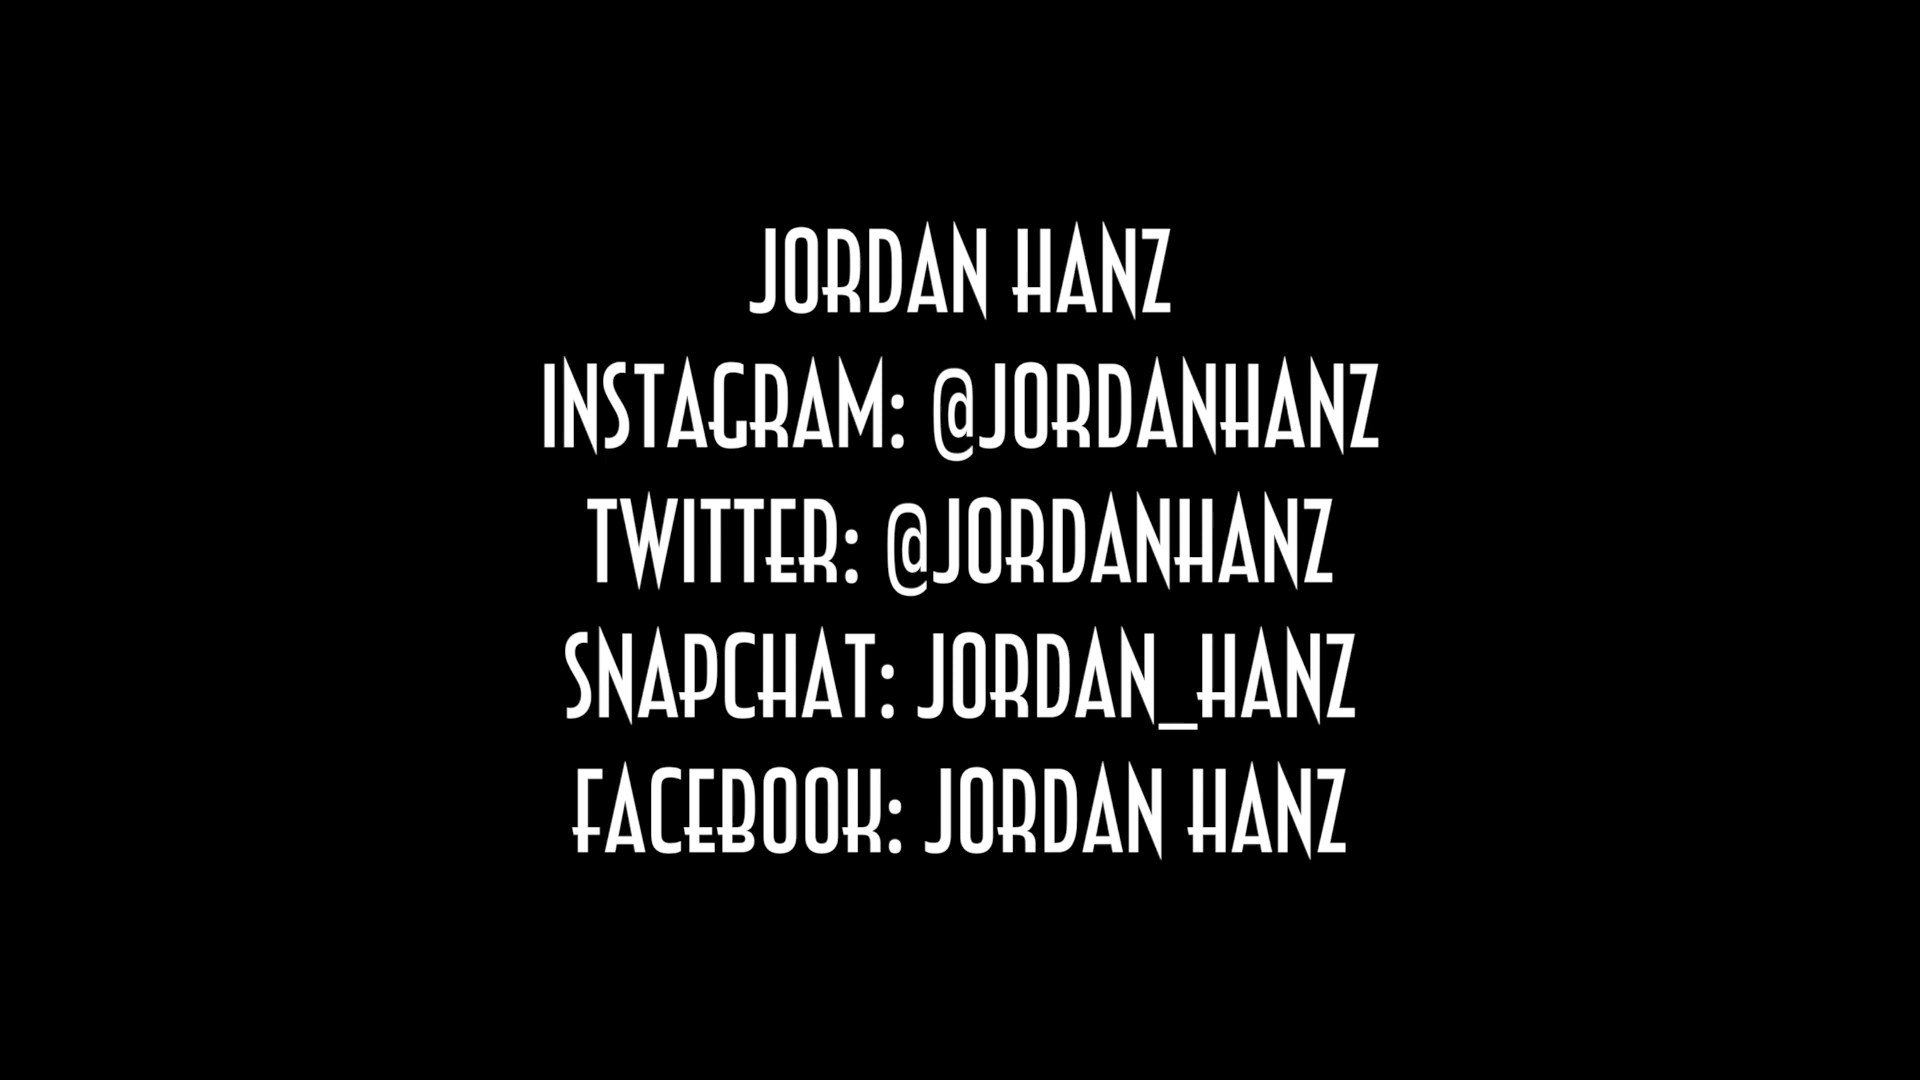 JORDAN HANZ
INSTAGRAM: @JORDANHANZ
TWITTER: @JORDANHANZ
SNAPCHAT: JORDAN_HANZ
FACEBOOK: JORDAN HANZ